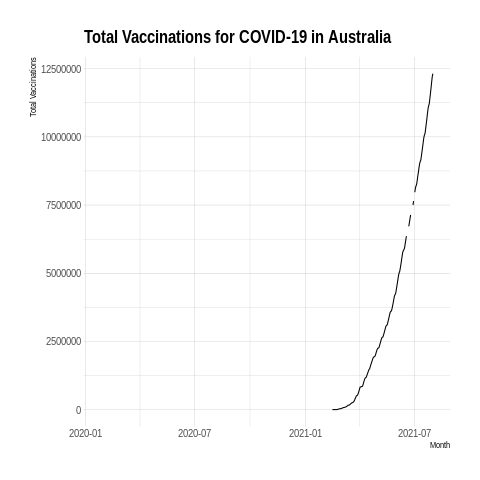 Total Vaccinations for COVID-19 in Australia
Total Vaccinations
12500000
10000000
7500000
5000000
2500000
0
2020-01 2020-07 2021-01 2021-07
Month